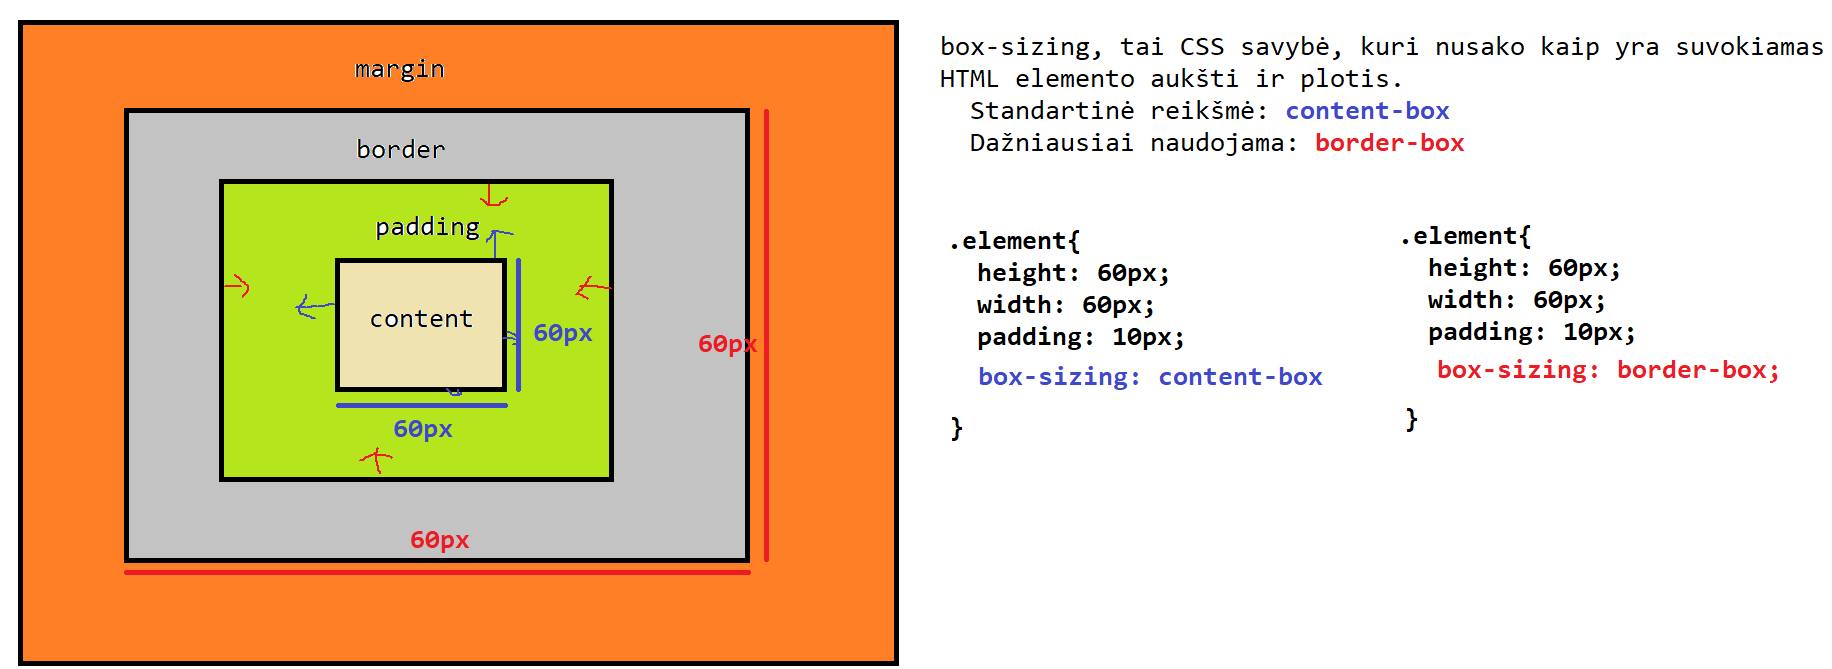 margin
border
padding
content
60px
60px
60px
60px
box-sizing, tai CSS savybė, kuri nusako kaip yra suvokiamas
HTML elemento aukšti ir plotis.
Standartinė reikšmė: content-box
Dažniausiai naudojama: border-box
.element{
height: 60px;
width: 60px;
padding: 10px;
box-sizing: content-box
}
.element{
height: 60px;
width: 60px;
padding: 10px;
box-sizing: border-box;
}